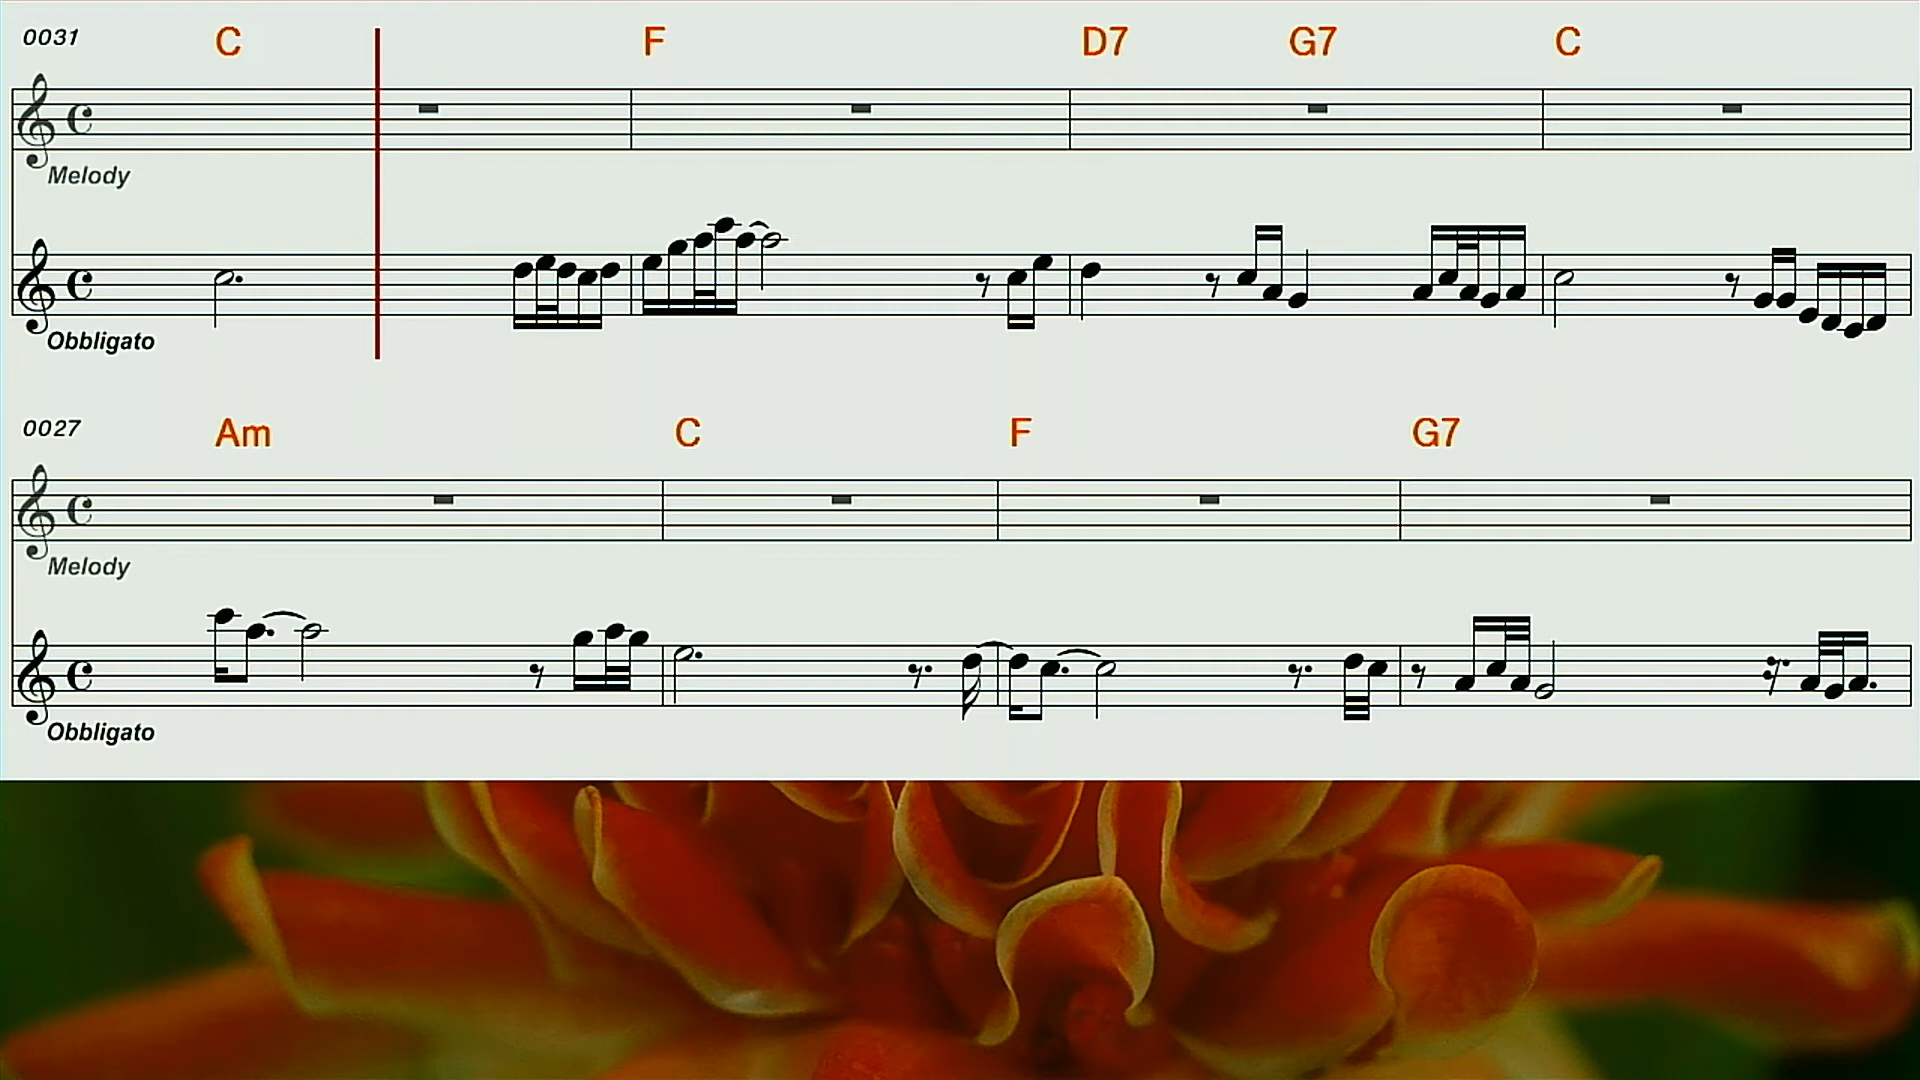 0031 C F D7 G7 C
Melody
Obbligato
0027 Am C F G7
Melody
Obbligato